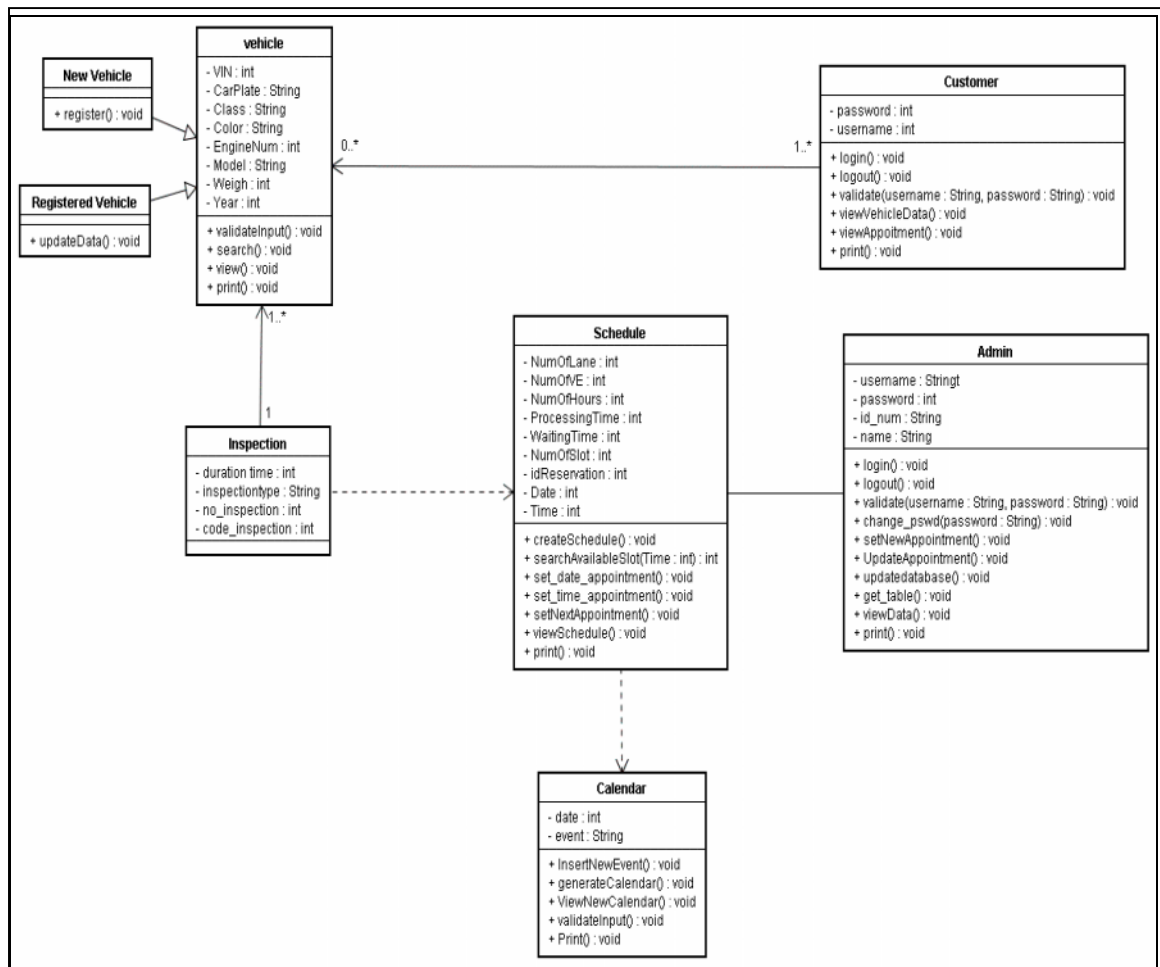 vehicle
- VIN : int
- CarPlate : String
- Class : String
- Color : String
- EngineNum : int
- Model : String
- Weigh : int
- Year : int
+ validateInput() : void
+ search() : void
+ view() : void
+ print() : void
New Vehicle
+ register() : void
Registered Vehicle
+ updateData() : void
0..*
1..*
Customer
- password : int
- username : int
+ login() : void
+ logout() : void
+ validate(username : String, password : String) : void
+ viewVehicleData() : void
+ viewAppoitment() : void
+ print() : void
1..*
1
Inspection
- duration time : int
- inspectiontype : String
- no_inspection : int
- code_inspection : int
Schedule
- NumOfLane : int
- NumOfVE : int
- NumOfHours : int
- ProcessingTime : int
- WaitingTime : int
- NumOfSlot : int
- idReservation : int
- Date : int
- Time : int
+ createSchedule() : void
+ searchAvailableSlot(Time : int) : int
+ set_date_appointment() : void
+ set_time_appointment() : void
+ setNextAppointment() : void
+ viewSchedule() : void
+ print() : void
Admin
- username : Stringt
- password : int
- id_num : String
- name : String
+ login() : void
+ logout() : void
+ validate(username : String, password : String) : void
+ change_pswd(password : String) : void
+ setNewAppointment() : void
+ UpdateAppointment() : void
+ updatedatabase() : void
+ get_table() : void
+ viewData() : void
+ print() : void
Calendar
- date : int
- event : String
+ InsertNewEvent() : void
+ generateCalendar() : void
+ ViewNewCalendar() : void
+ validateInput() : void
+ Print() : void